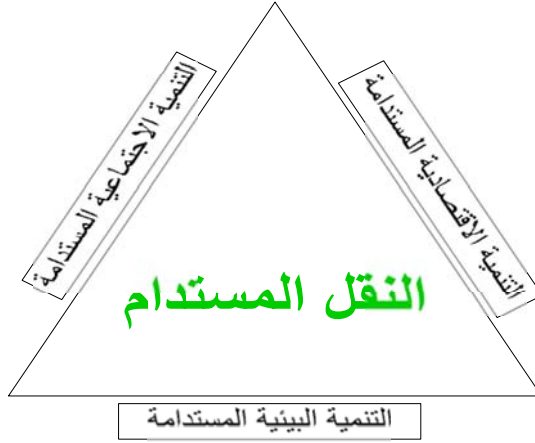 التنمية الاجتماعية المستدامة
التنمية الاقتصادية المستدامة
النقل المستدام
التنمية البيئية المستدامة